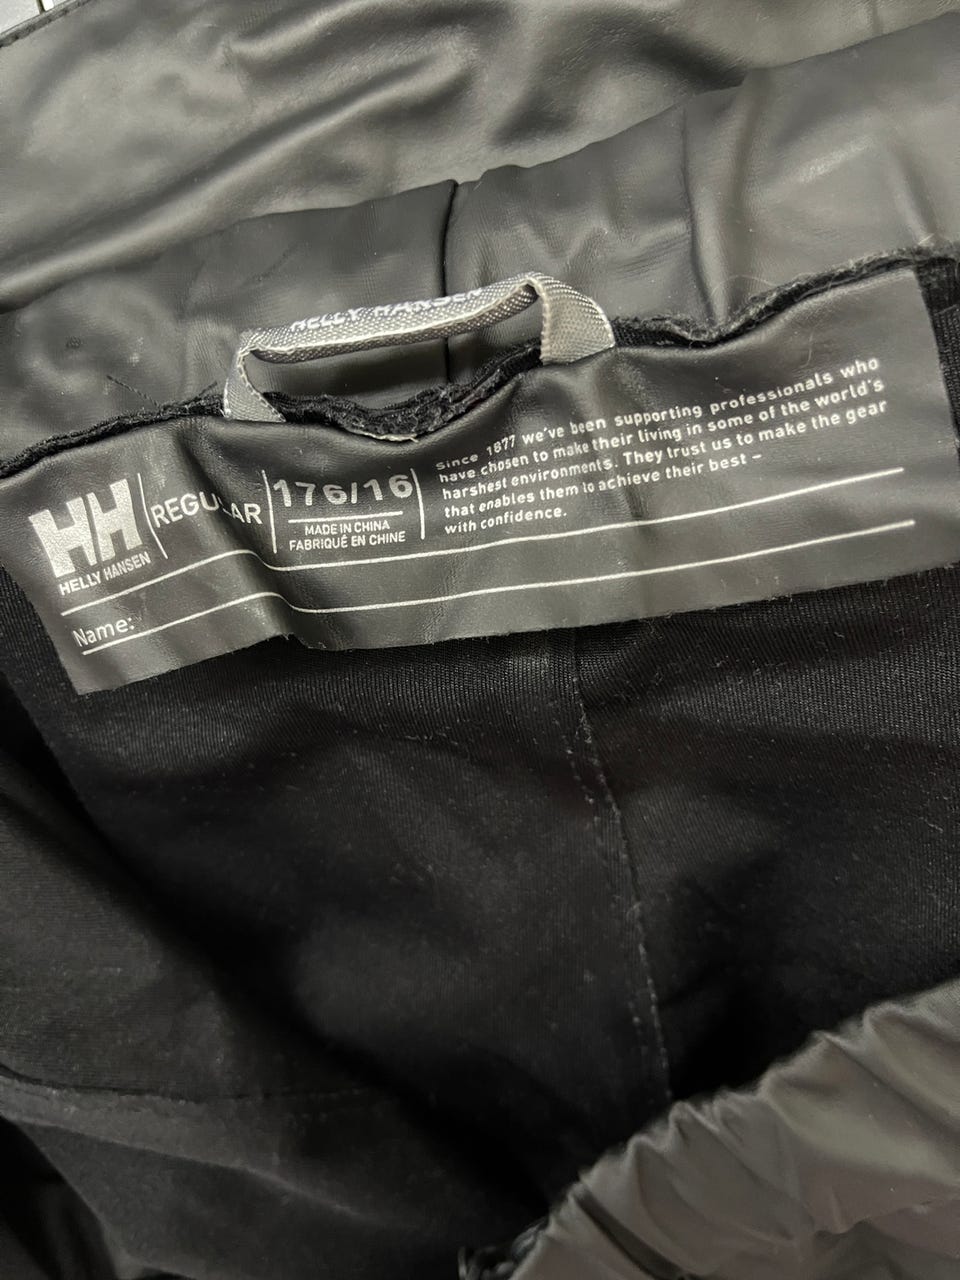 HELLY HANSEN
HH
HELLY HANSEN
REGULAR
176/16
MADE IN CHINA
FABRIQUÉ EN CHINE
Since 1877 we've been supporting professionals who
have chosen to make their living in some of the world's
harshest environments. They trust us to make the gear
that enables them to achieve their best –
with confidence.
Name: